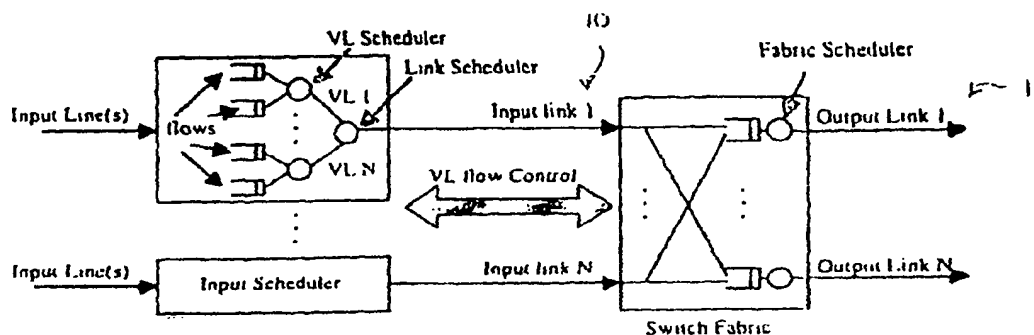 10
VL Scheduler
Fabric Scheduler
Link Scheduler
1
VL 1
Input Line(s)
flows
Input link 1
Output Link 1
VL N
VL flow Control
Input Line(s)
Input Scheduler
Input link N
Output Link N
Switch Fabric